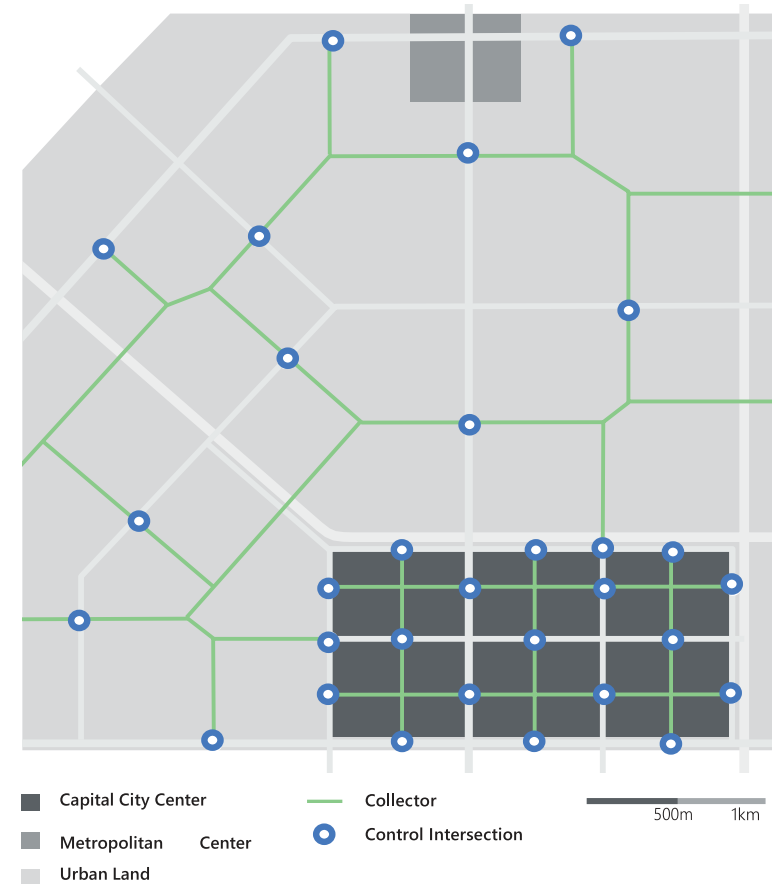 Capital City Center
Metropolitan Center
Urban Land
Collector
Control Intersection
500m 1km